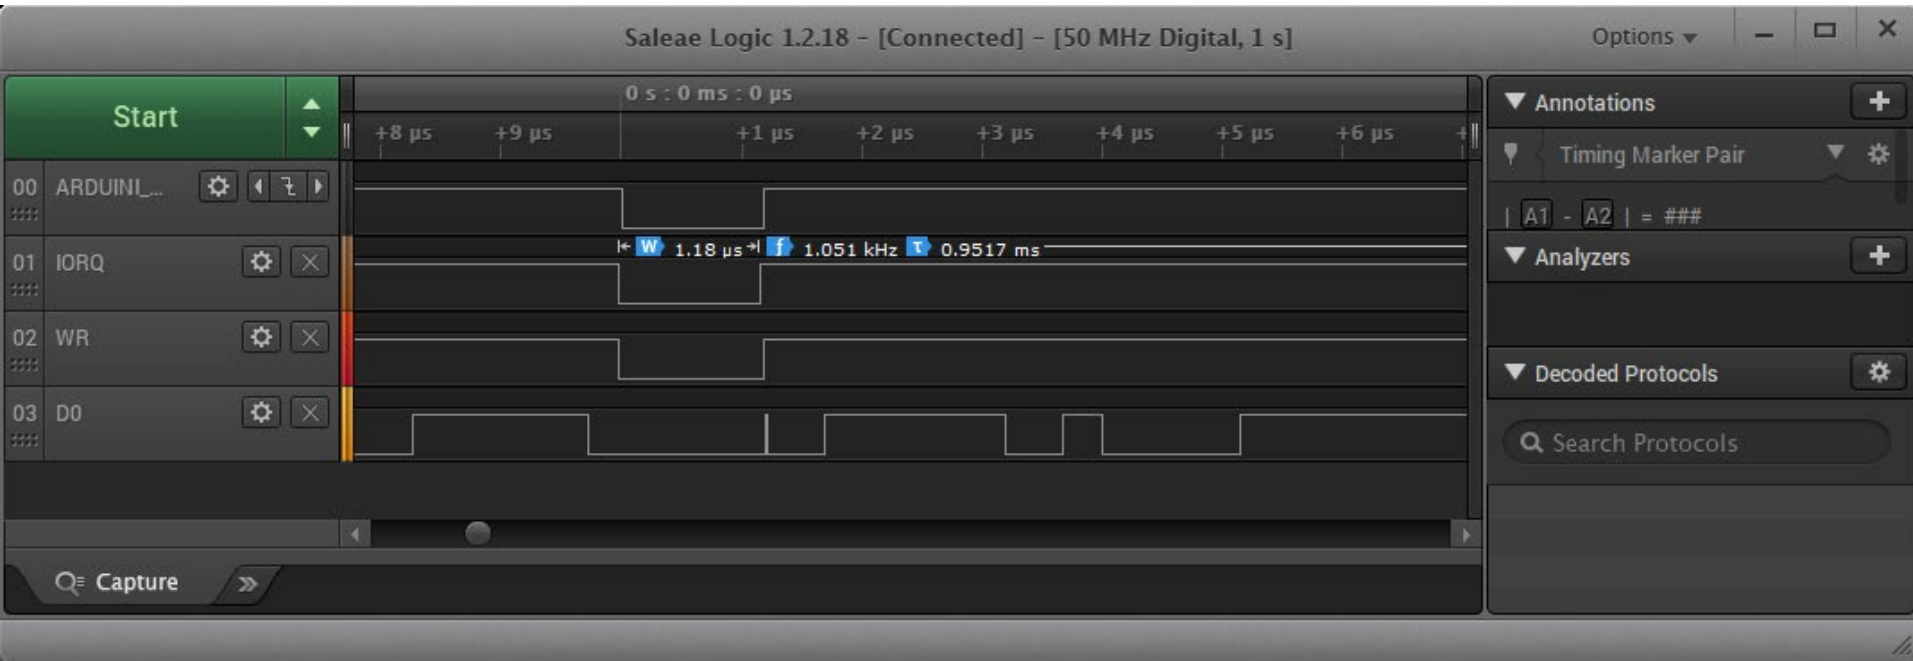 Saleae Logic 1.2.18 - [Connected] - [50 MHz Digital, 1 s]
Options
Start
0 s : 0 ms : 0 µs
+8 µs +9 µs +1 µs +2 µs +3 µs +4 µs +5 µs +6 µs +
00 ARDUINI_...
W 1.18 µs f 1.051 kHz T 0.9517 ms
01 IORQ
02 WR
03 D0
Capture
Annotations
Timing Marker Pair
| A1 - A2 | = ###
Analyzers
Decoded Protocols
Search Protocols